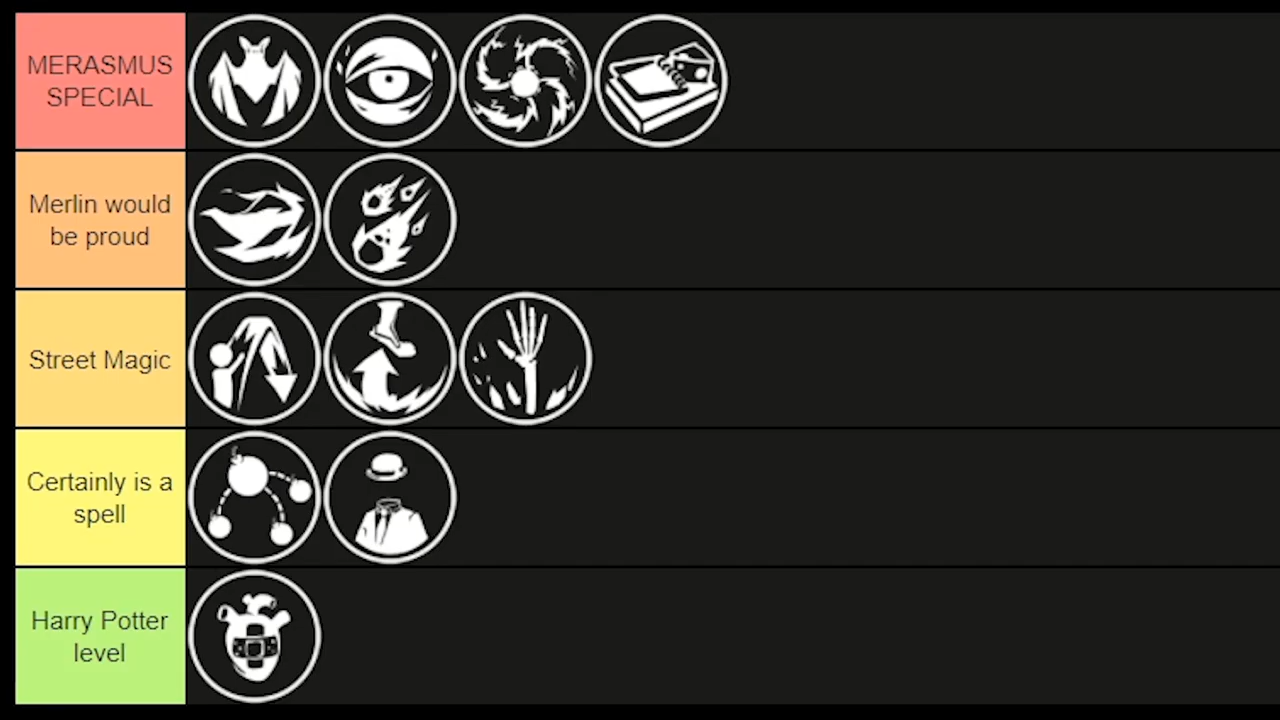 MERASMUS
SPECIAL
Merlin would
be proud
Street Magic
Certainly is a
spell
Harry Potter
level